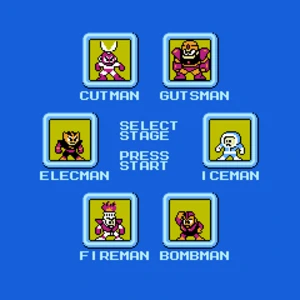 CUTMAN GUTSMAN
SELECT
STAGE
PRESS
START
ELECMAN ICEMAN
FIREMAN BOMBMAN